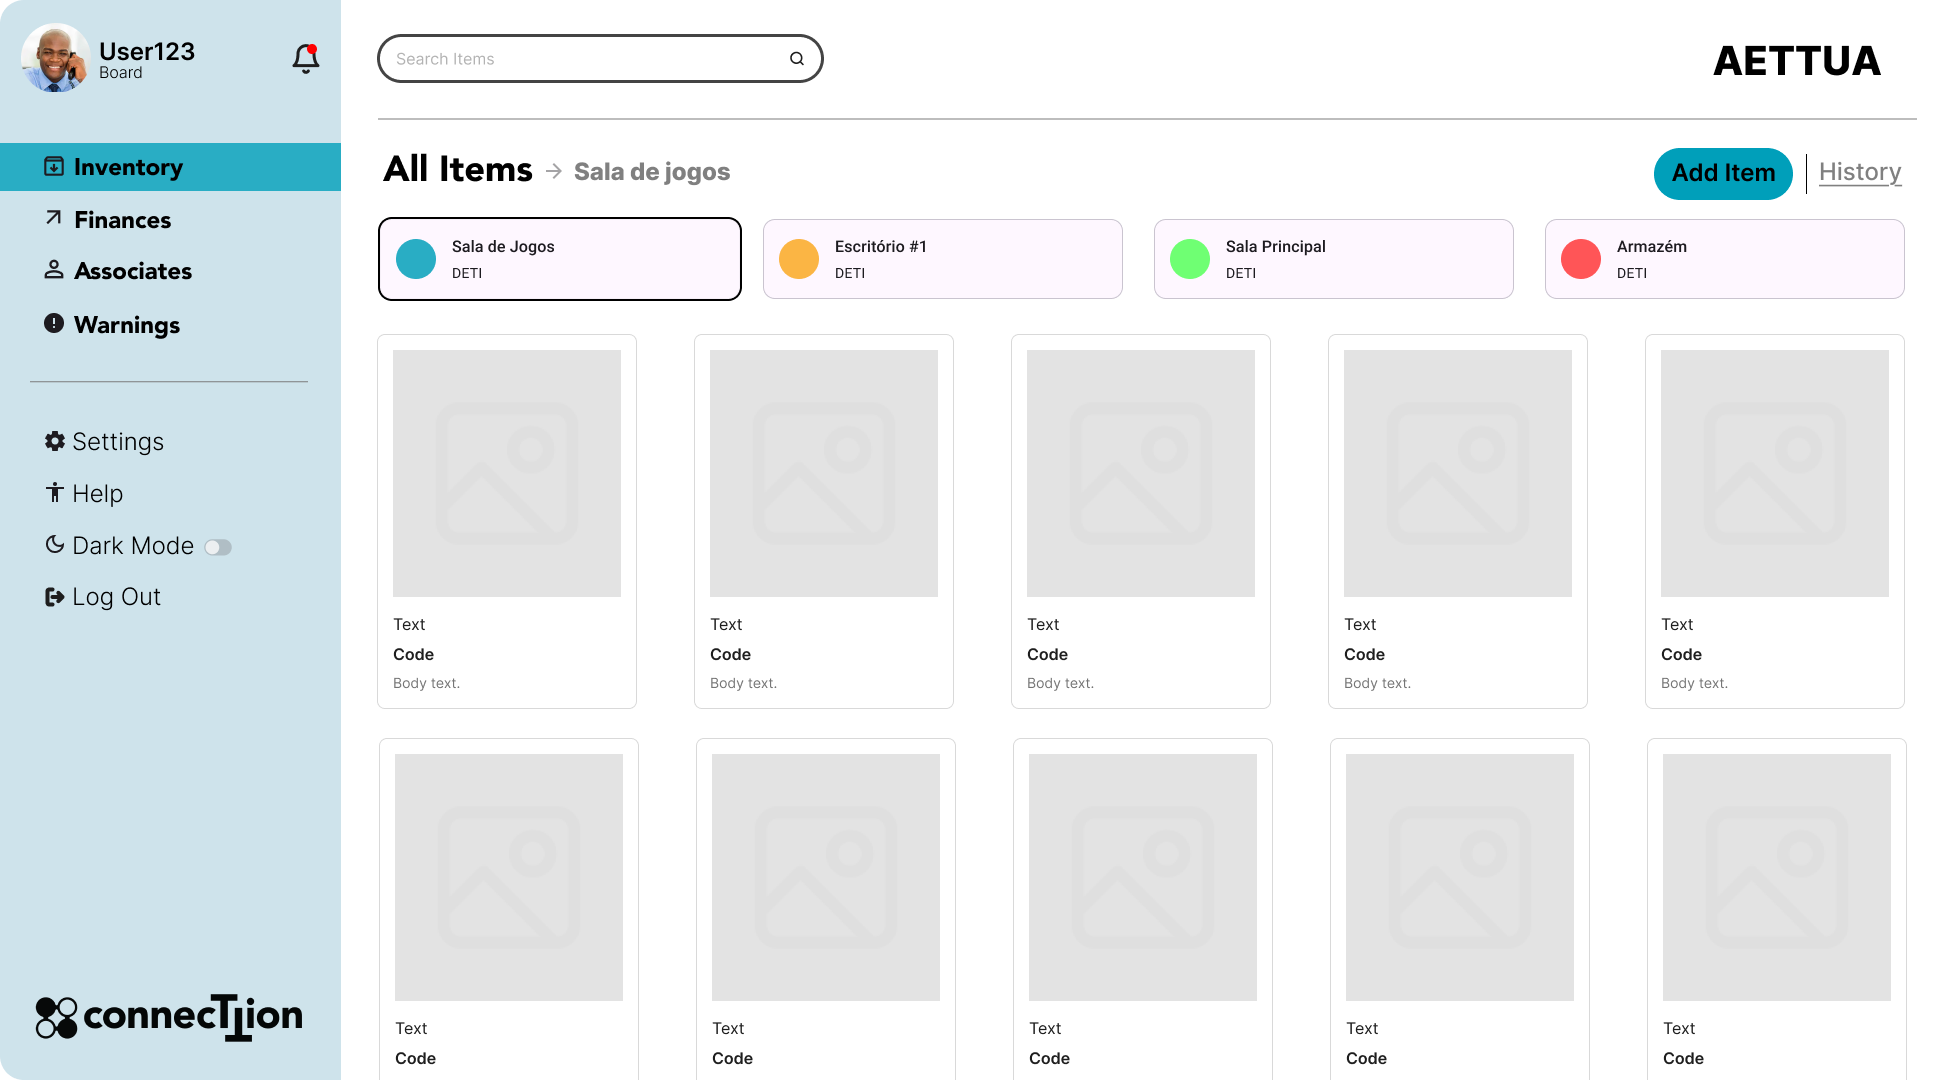 User123
Board
Inventory
Finances
Associates
Warnings
Settings
Help
Dark Mode
Log Out
connecTIion
Search Items
AETTUA
All Items → Sala de jogos
Add Item
History
Sala de Jogos
DETI
Escritório #1
DETI
Sala Principal
DETI
Armazém
DETI
Text
Code
Body text.
Text
Code
Body text.
Text
Code
Body text.
Text
Code
Body text.
Text
Code
Body text.
Text
Code
Text
Code
Text
Code
Text
Code
Text
Code